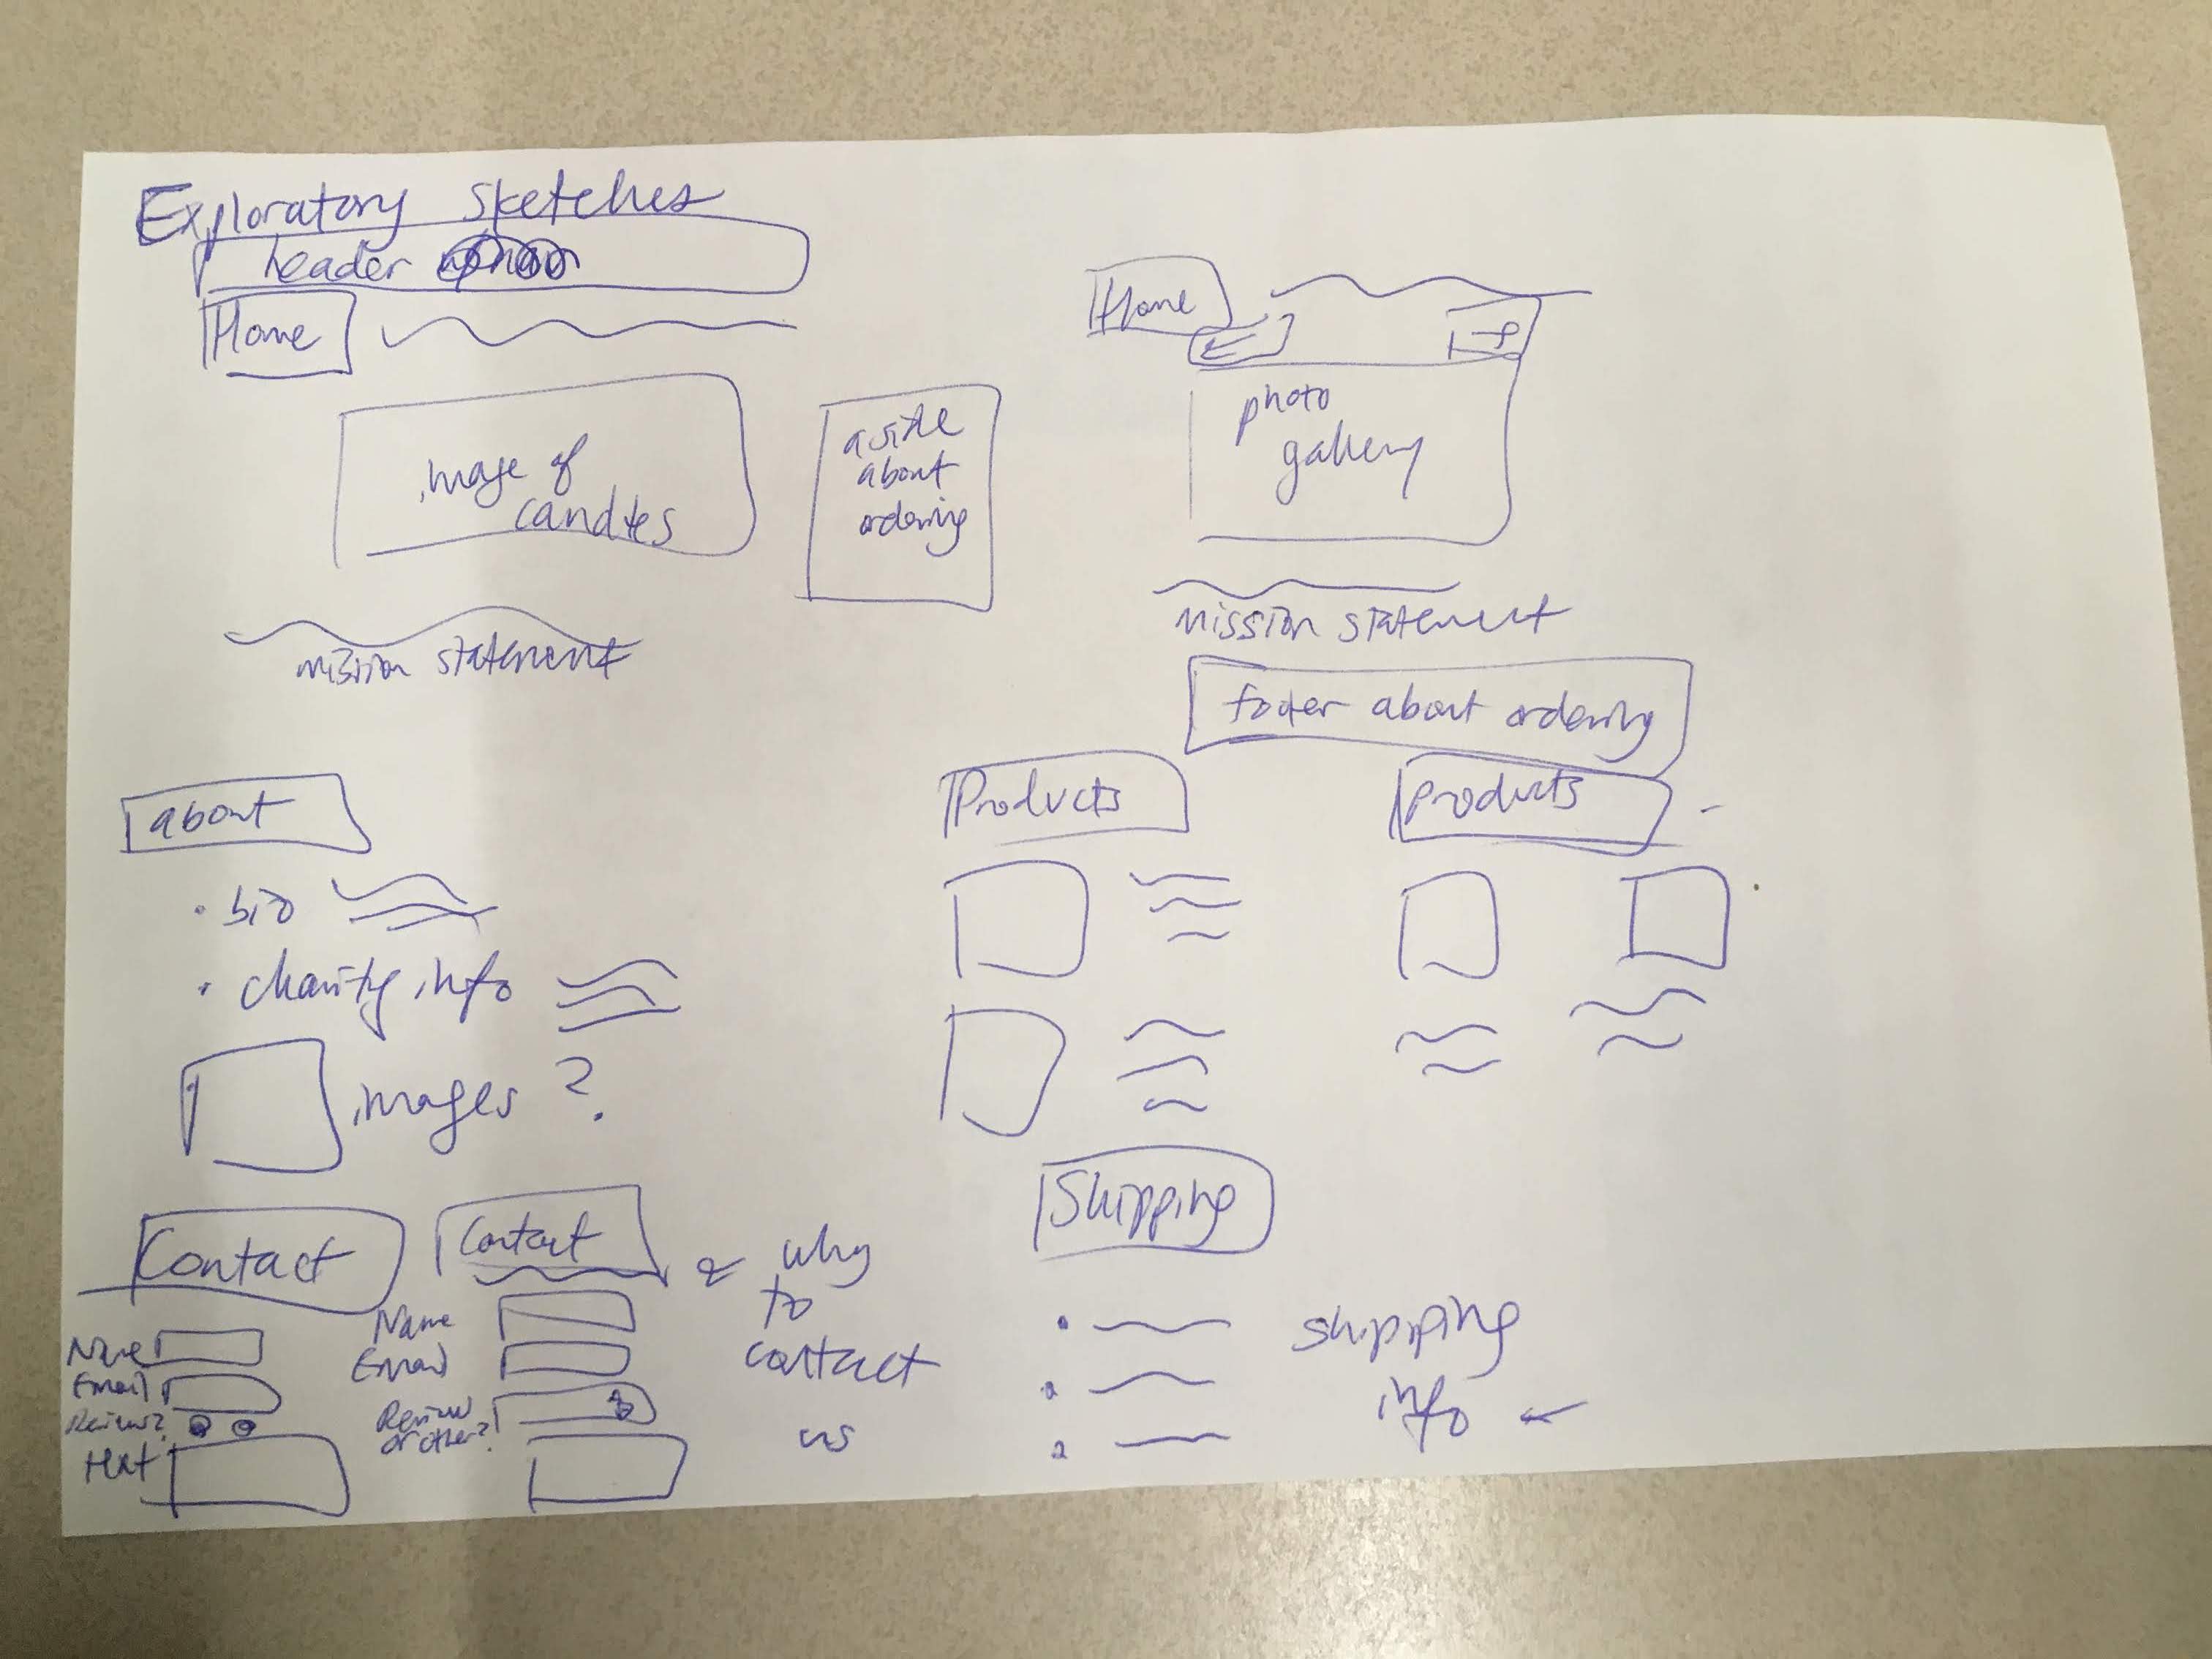 Exploratory Sketches
header
Home
image of
candles
aside
about
ordering
mission statement
Home
photo
gallery
mission statement
footer about ordering
about
• bio
• charity info
images ?
Products
products
Contact
Name
Email
Review?
text
Contact
why
to
contact
us
Name
Email
Review
or other?
Shipping
shipping
info